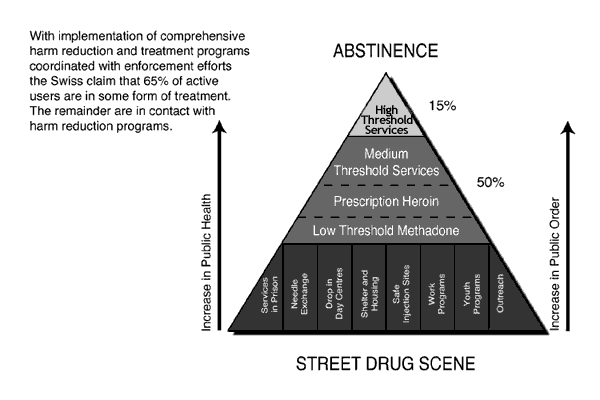 With implementation of comprehensive
harm reduction and treatment programs
coordinated with enforcement efforts
the Swiss claim that 65% of active
users are in some form of treatment.
The remainder are in contact with
harm reduction programs.
ABSTINENCE
High
Threshold
Services
15%
Medium
Threshold Services
50%
Prescription Heroin
Low Threshold Methadone
Increase in Public Health
Services
in Prison
Needle
Exchange
Drop in
Day Centres
Shelter and
Housing
Safe
Injection Sites
Work
Programs
Youth
Programs
Outreach
Increase in Public Order
STREET DRUG SCENE